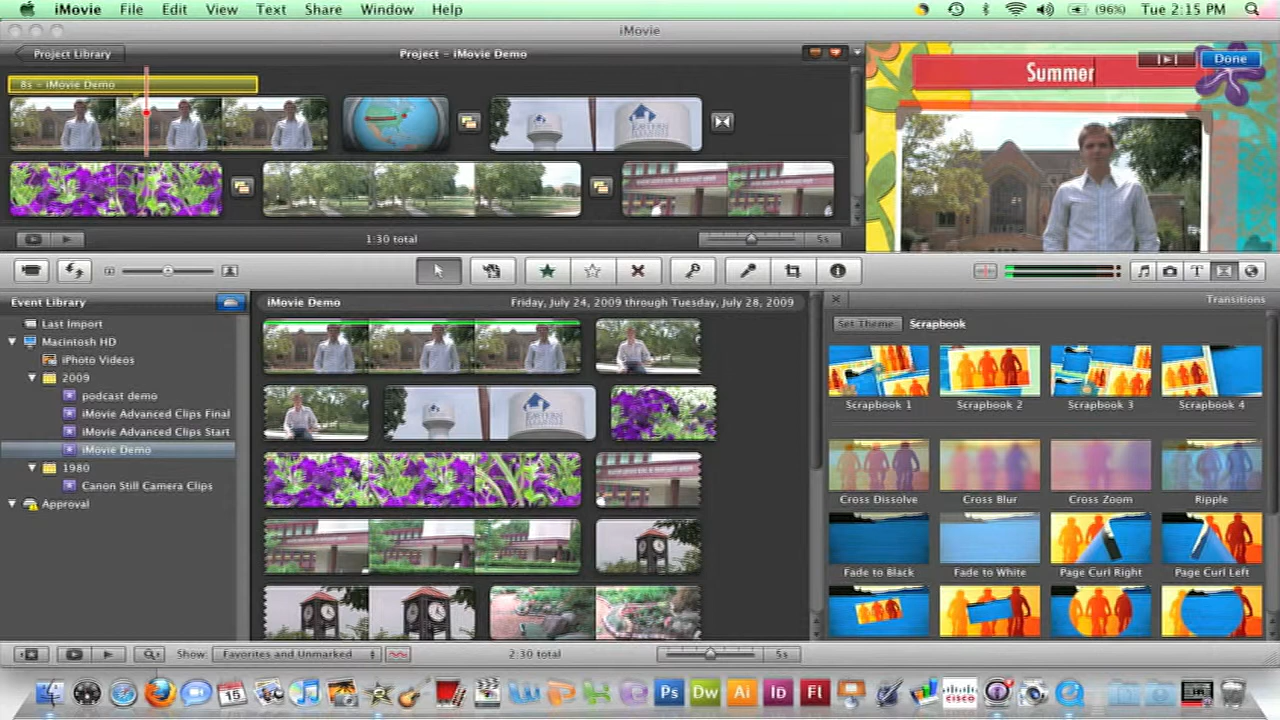 iMovie File Edit View Text Share Window Help (96%) Tue 2:15 PM
iMovie
Project Library
Project - iMovie Demo
Done
Summer
8s - iMovie Demo
1:30 total
5s
Event Library
iMovie Demo
Friday, July 24, 2009 through Tuesday, July 28, 2009
Transitions
Last Import
Macintosh HD
iPhoto Videos
2009
podcast demo
iMovie Advanced Clips Final
iMovie Advanced Clips Start
iMovie Demo
1980
Canon Still Camera Clips
Approval
Set Theme...
Scrapbook
Scrapbook 1
Scrapbook 2
Scrapbook 3
Scrapbook 4
Cross Dissolve
Cross Blur
Cross Zoom
Ripple
Fade to Black
Fade to White
Page Curl Right
Page Curl Left
Show: Favorites and Unmarked
2:30 total
5s
15
Ps Dw Ai Id Fl
CISCO